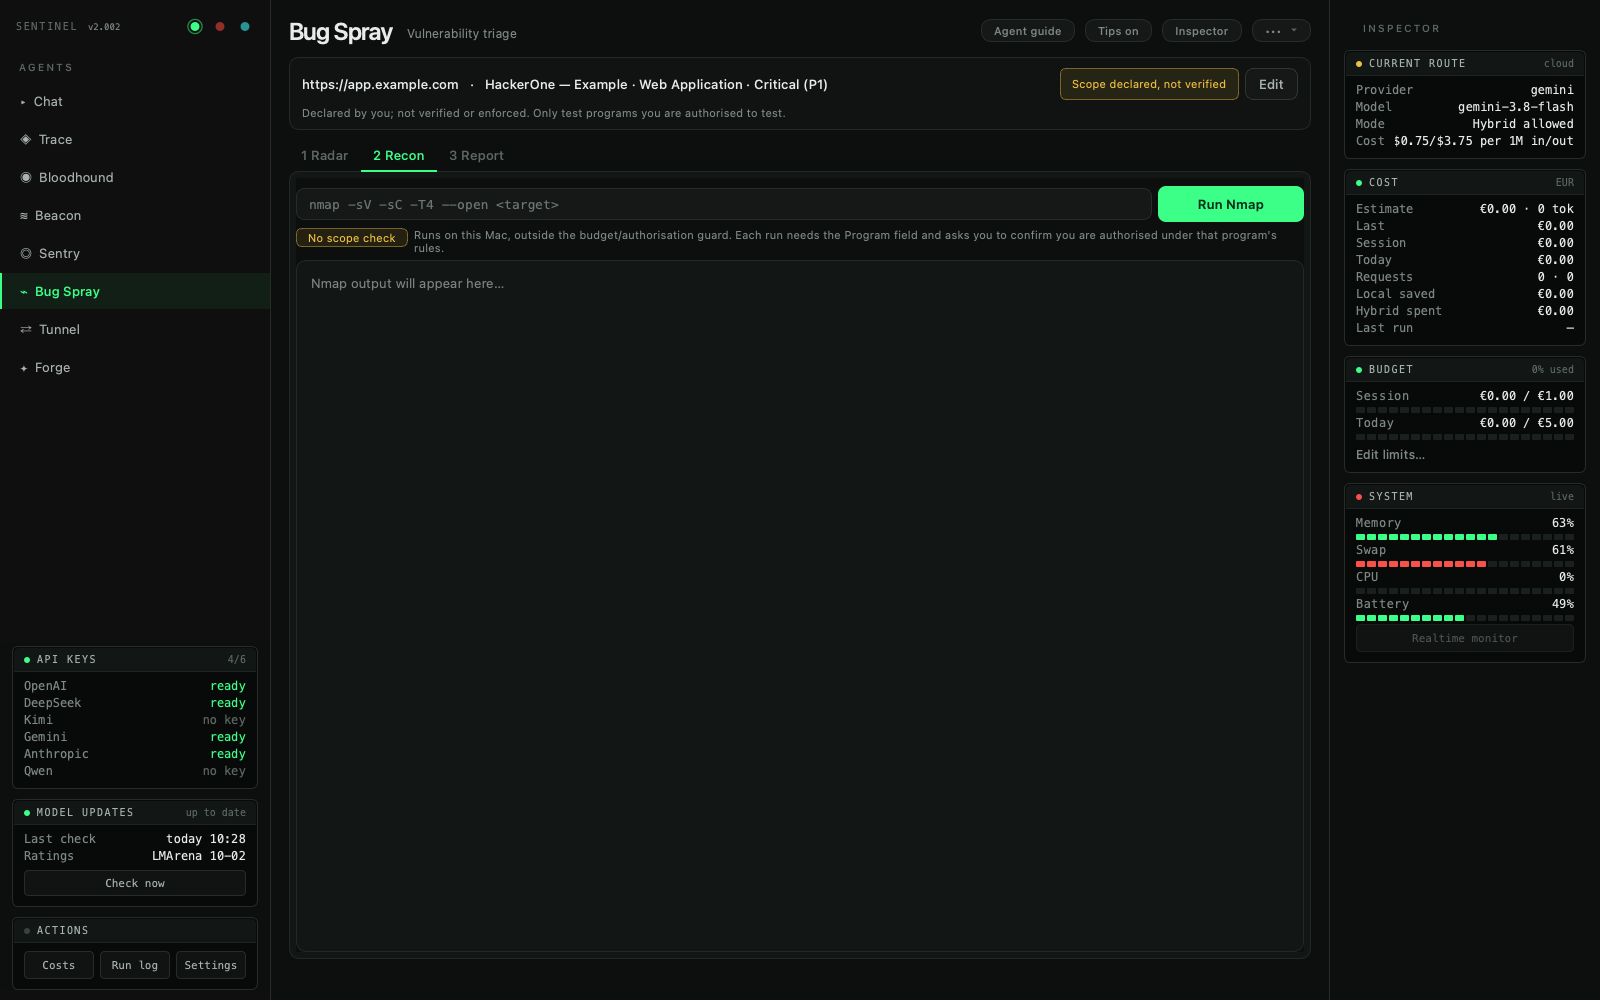 SENTINEL v2.002
AGENTS
Chat
Trace
Bloodhound
Beacon
Sentry
Bug Spray
Tunnel
Forge
API KEYS 4/6
OpenAI ready
DeepSeek ready
Kimi no key
Gemini ready
Anthropic ready
Qwen no key
MODEL UPDATES up to date
Last check today 10:28
Ratings LMArena 10-02
Check now
ACTIONS
Costs Run log Settings
Bug Spray Vulnerability triage
Agent guide Tips on Inspector ...
https://app.example.com · HackerOne — Example · Web Application · Critical (P1)
Scope declared, not verified Edit
Declared by you; not verified or enforced. Only test programs you are authorised to test.
1 Radar 2 Recon 3 Report
nmap -sV -sC -T4 --open <target>
Run Nmap
No scope check
Runs on this Mac, outside the budget/authorisation guard. Each run needs the Program field and asks you to confirm you are authorised under that program's
rules.
Nmap output will appear here...
INSPECTOR
CURRENT ROUTE cloud
Provider gemini
Model gemini-3.8-flash
Mode Hybrid allowed
Cost $0.75/$3.75 per 1M in/out
COST EUR
Estimate €0.00 · 0 tok
Last €0.00
Session €0.00
Today €0.00
Requests 0 · 0
Local saved €0.00
Hybrid spent €0.00
Last run —
BUDGET 0% used
Session €0.00 / €1.00
Today €0.00 / €5.00
Edit limits...
SYSTEM live
Memory 63%
Swap 61%
CPU 0%
Battery 49%
Realtime monitor